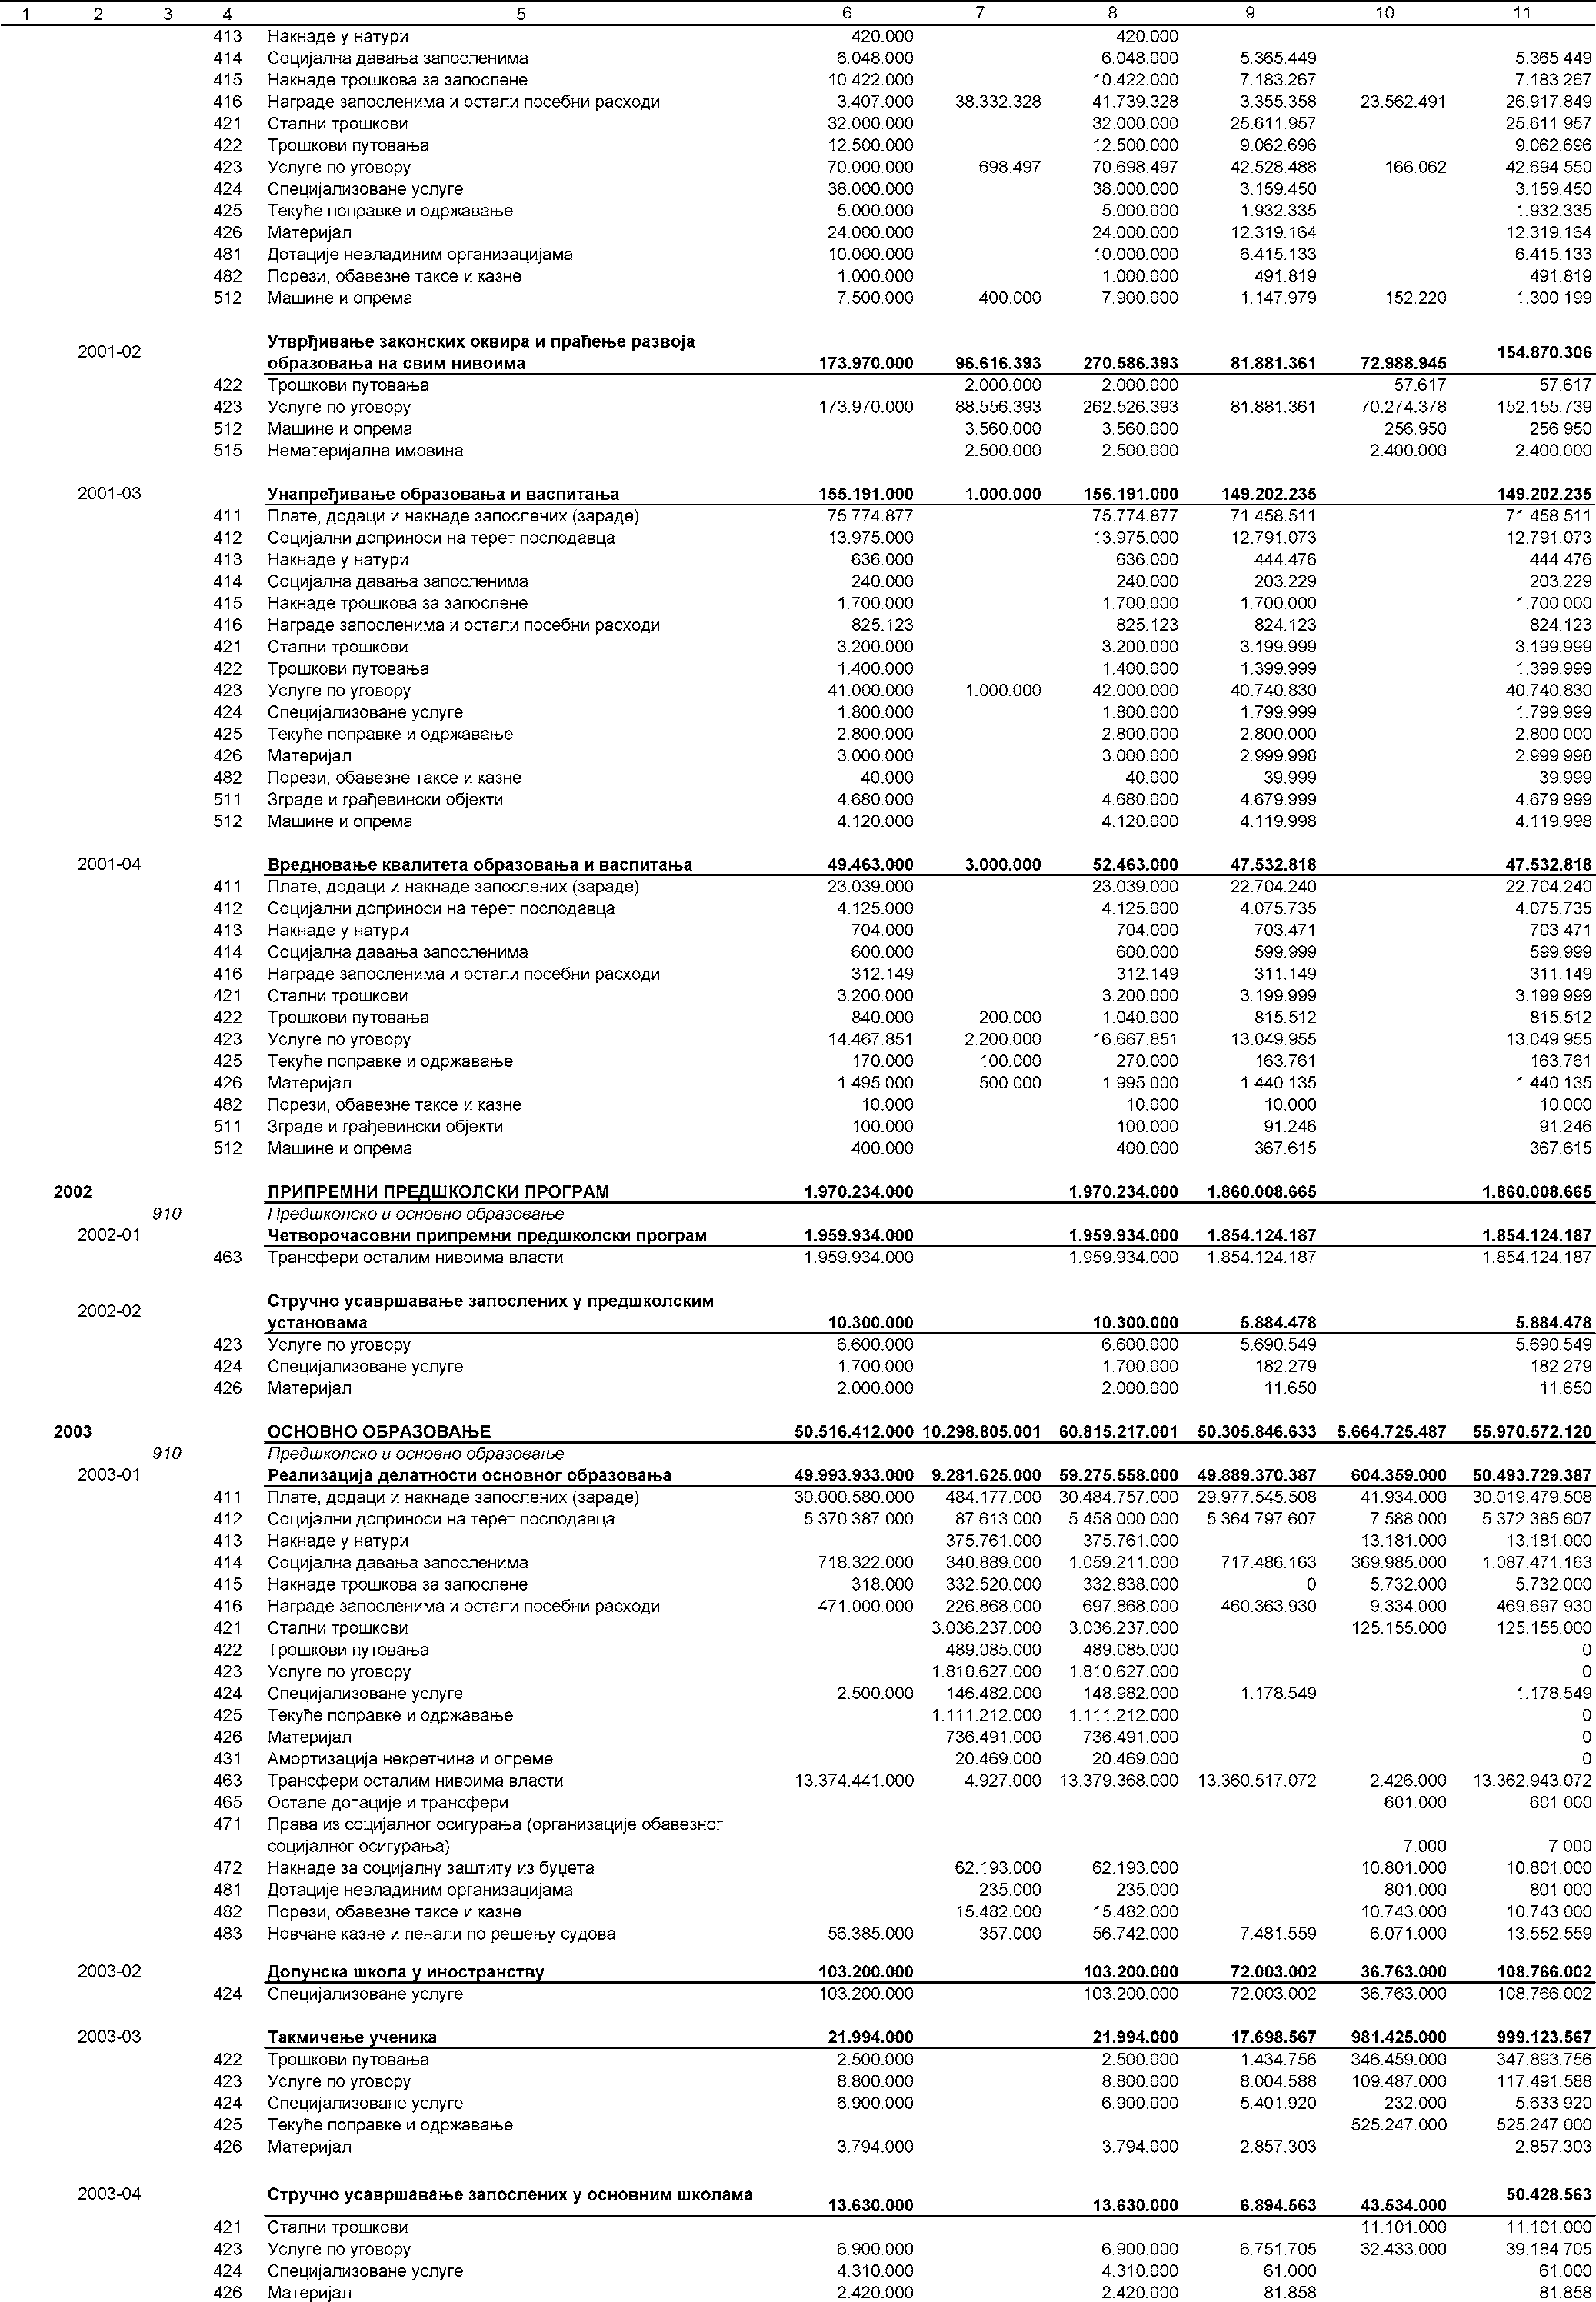 1 2 3 4 5 6 7 8 9 10 11
413 Накнаде у натури 420.000 420.000
414 Социјална давања запосленима 6.048.000 6.048.000 5.365.449 5.365.449
415 Накнаде трошкова за запослене 10.422.000 10.422.000 7.183.267 7.183.267
416 Награде запосленима и остали посебни расходи 3.407.000 38.332.328 41.739.328 3.355.358 23.562.491 26.917.849
421 Стални трошкови 32.000.000 32.000.000 25.611.957 25.611.957
422 Трошкови путовања 12.500.000 12.500.000 9.062.696 9.062.696
423 Услуге по уговору 70.000.000 698.497 70.698.497 42.528.488 166.062 42.694.550
424 Специјализоване услуге 38.000.000 38.000.000 3.159.450 3.159.450
425 Текуће поправке и одржавање 5.000.000 5.000.000 1.932.335 1.932.335
426 Материјал 24.000.000 24.000.000 12.319.164 12.319.164
481 Дотације невладиним организацијама 10.000.000 10.000.000 6.415.133 6.415.133
482 Порези, обавезне таксе и казне 1.000.000 1.000.000 491.819 491.819
512 Машине и опрема 7.500.000 400.000 7.900.000 1.147.979 152.220 1.300.199
2001-02 Утврђивање законских оквира и праћење развоја
образовања на свим нивоима 173.970.000 96.616.393 270.586.393 81.881.361 72.988.945 154.870.306
422 Трошкови путовања 2.000.000 2.000.000 57.617 57.617
423 Услуге по уговору 173.970.000 88.556.393 262.526.393 81.881.361 70.274.378 152.155.739
512 Машине и опрема 3.560.000 3.560.000 256.950 256.950
515 Нематеријална имовина 2.500.000 2.500.000 2.400.000 2.400.000
2001-03 Унапређивање образовања и васпитања 155.191.000 1.000.000 156.191.000 149.202.235 149.202.235
411 Плате, додаци и накнаде запослених (зараде) 75.774.877 75.774.877 71.458.511 71.458.511
412 Социјални доприноси на терет послодавца 13.975.000 13.975.000 12.791.073 12.791.073
413 Накнаде у натури 636.000 636.000 444.476 444.476
414 Социјална давања запосленима 240.000 240.000 203.229 203.229
415 Накнаде трошкова за запослене 1.700.000 1.700.000 1.700.000 1.700.000
416 Награде запосленима и остали посебни расходи 825.123 825.123 824.123 824.123
421 Стални трошкови 3.200.000 3.200.000 3.199.999 3.199.999
422 Трошкови путовања 1.400.000 1.400.000 1.399.999 1.399.999
423 Услуге по уговору 41.000.000 1.000.000 42.000.000 40.740.830 40.740.830
424 Специјализоване услуге 1.800.000 1.800.000 1.799.999 1.799.999
425 Текуће поправке и одржавање 2.800.000 2.800.000 2.800.000 2.800.000
426 Материјал 3.000.000 3.000.000 2.999.998 2.999.998
482 Порези, обавезне таксе и казне 40.000 40.000 39.999 39.999
511 Зграде и грађевински објекти 4.680.000 4.680.000 4.679.999 4.679.999
512 Машине и опрема 4.120.000 4.120.000 4.119.998 4.119.998
2001-04 Вредновање квалитета образовања и васпитања 49.463.000 3.000.000 52.463.000 47.532.818 47.532.818
411 Плате, додаци и накнаде запослених (зараде) 23.039.000 23.039.000 22.704.240 22.704.240
412 Социјални доприноси на терет послодавца 4.125.000 4.125.000 4.075.735 4.075.735
413 Накнаде у натури 704.000 704.000 703.471 703.471
414 Социјална давања запосленима 600.000 600.000 599.999 599.999
416 Награде запосленима и остали посебни расходи 312.149 312.149 311.149 311.149
421 Стални трошкови 3.200.000 3.200.000 3.199.999 3.199.999
422 Трошкови путовања 840.000 200.000 1.040.000 815.512 815.512
423 Услуге по уговору 14.467.851 2.200.000 16.667.851 13.049.955 13.049.955
425 Текуће поправке и одржавање 170.000 100.000 270.000 163.761 163.761
426 Материјал 1.495.000 500.000 1.995.000 1.440.135 1.440.135
482 Порези, обавезне таксе и казне 10.000 10.000 10.000 10.000
511 Зграде и грађевински објекти 100.000 100.000 91.246 91.246
512 Машине и опрема 400.000 400.000 367.615 367.615
2002 ПРИПРЕМНИ ПРЕДШКОЛСКИ ПРОГРАМ 1.970.234.000 1.970.234.000 1.860.008.665 1.860.008.665
910 Предшколско и основно образовање
2002-01 Четворочасовни припремни предшколски програм 1.959.934.000 1.959.934.000 1.854.124.187 1.854.124.187
463 Трансфери осталим нивоима власти 1.959.934.000 1.959.934.000 1.854.124.187 1.854.124.187
2002-02 Стручно усавршавање запослених у предшколским
установама 10.300.000 10.300.000 5.884.478 5.884.478
423 Услуге по уговору 6.600.000 6.600.000 5.690.549 5.690.549
424 Специјализоване услуге 1.700.000 1.700.000 182.279 182.279
426 Материјал 2.000.000 2.000.000 11.650 11.650
2003 ОСНОВНО ОБРАЗОВАЊЕ 50.516.412.000 10.298.805.001 60.815.217.001 50.305.846.633 5.664.725.487 55.970.572.120
910 Предшколско и основно образовање
2003-01 Реализација делатности основног образовања 49.993.933.000 9.281.625.000 59.275.558.000 49.889.370.387 604.359.000 50.493.729.387
411 Плате, додаци и накнаде запослених (зараде) 30.000.580.000 484.177.000 30.484.757.000 29.977.545.508 41.934.000 30.019.479.508
412 Социјални доприноси на терет послодавца 5.370.387.000 87.613.000 5.458.000.000 5.364.797.607 7.588.000 5.372.385.607
413 Накнаде у натури 375.761.000 375.761.000 13.181.000 13.181.000
414 Социјална давања запосленима 718.322.000 340.889.000 1.059.211.000 717.486.163 369.985.000 1.087.471.163
415 Накнаде трошкова за запослене 318.000 332.520.000 332.838.000 0 5.732.000 5.732.000
416 Награде запосленима и остали посебни расходи 471.000.000 226.868.000 697.868.000 460.363.930 9.334.000 469.697.930
421 Стални трошкови 3.036.237.000 3.036.237.000 125.155.000 125.155.000
422 Трошкови путовања 489.085.000 489.085.000 0
423 Услуге по уговору 1.810.627.000 1.810.627.000 0
424 Специјализоване услуге 2.500.000 146.482.000 148.982.000 1.178.549 1.178.549
425 Текуће поправке и одржавање 1.111.212.000 1.111.212.000 0
426 Материјал 736.491.000 736.491.000 0
431 Амортизација некретнина и опреме 20.469.000 20.469.000 0
463 Трансфери осталим нивоима власти 13.374.441.000 4.927.000 13.379.368.000 13.360.517.072 2.426.000 13.362.943.072
465 Остале дотације и трансфери 601.000 601.000
471 Права из социјалног осигурања (организације обавезног
социјалног осигурања) 7.000 7.000
472 Накнаде за социјалну заштиту из буџета 62.193.000 62.193.000 10.801.000 10.801.000
481 Дотације невладиним организацијама 235.000 235.000 801.000 801.000
482 Порези, обавезне таксе и казне 15.482.000 15.482.000 10.743.000 10.743.000
483 Новчане казне и пенали по решењу судова 56.385.000 357.000 56.742.000 7.481.559 6.071.000 13.552.559
2003-02 Допунска школа у иностранству 103.200.000 103.200.000 72.003.002 36.763.000 108.766.002
424 Специјализоване услуге 103.200.000 103.200.000 72.003.002 36.763.000 108.766.002
2003-03 Такмичење ученика 21.994.000 21.994.000 17.698.567 981.425.000 999.123.567
422 Трошкови путовања 2.500.000 2.500.000 1.434.756 346.459.000 347.893.756
423 Услуге по уговору 8.800.000 8.800.000 8.004.588 109.487.000 117.491.588
424 Специјализоване услуге 6.900.000 6.900.000 5.401.920 232.000 5.633.920
425 Текуће поправке и одржавање 525.247.000 525.247.000
426 Материјал 3.794.000 3.794.000 2.857.303 2.857.303
2003-04 Стручно усавршавање запослених у основним школама 13.630.000 13.630.000 6.894.563 43.534.000 50.428.563
421 Стални трошкови 11.101.000 11.101.000
423 Услуге по уговору 6.900.000 6.900.000 6.751.705 32.433.000 39.184.705
424 Специјализоване услуге 4.310.000 4.310.000 61.000 61.000
426 Материјал 2.420.000 2.420.000 81.858 81.858